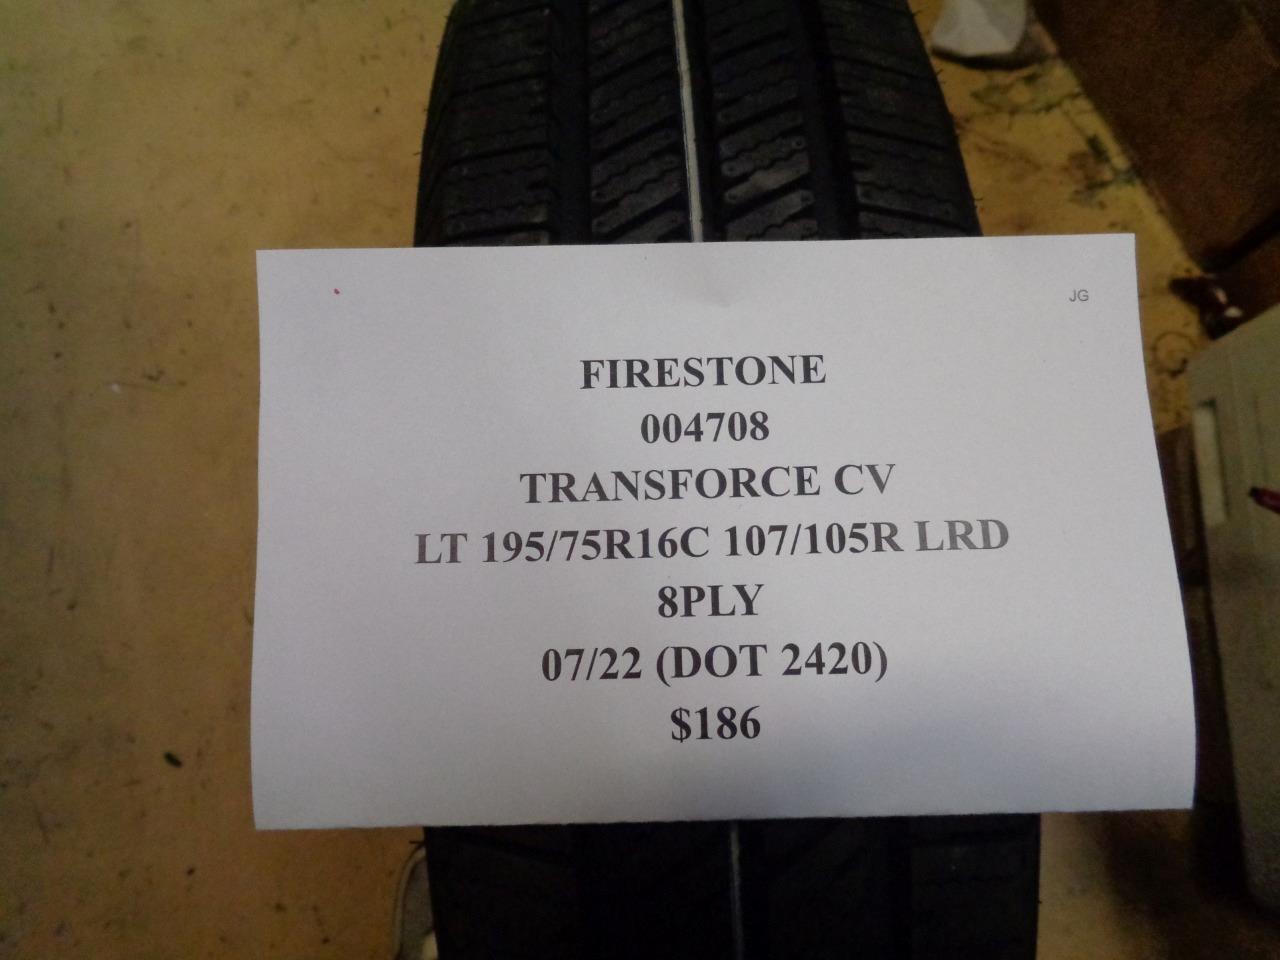 JG
FIRESTONE
004708
TRANSFORCE CV
LT 195/75R16C 107/105R LRD
8PLY
07/22 (DOT 2420)
$186